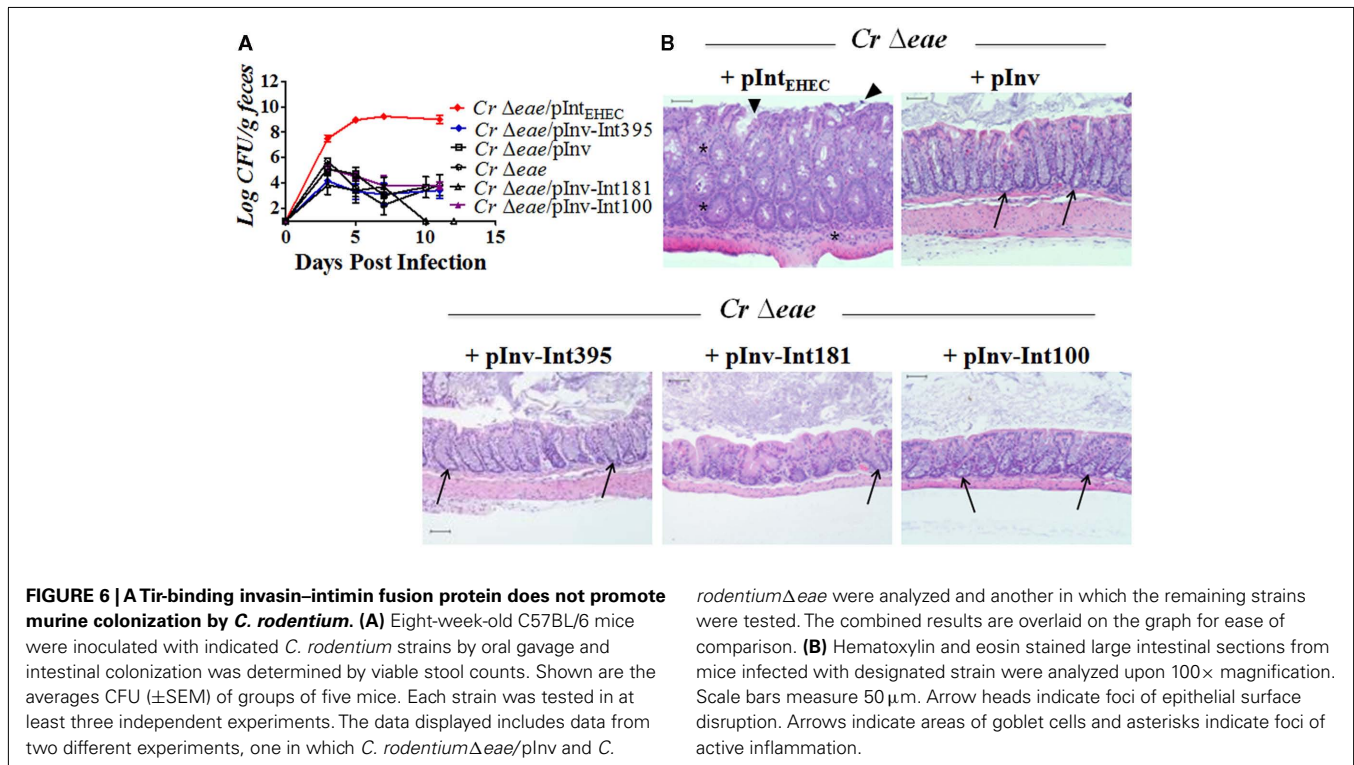 A
B
Cr Δeae
+ pIntEHEC
+ pInv
Log CFU/g feces
12
10
8
6
4
2
0
5
10
15
Days Post Infection
Cr Δeae/pIntEHEC
Cr Δeae/pInv-Int395
Cr Δeae/pInv
Cr Δeae
Cr Δeae/pInv-Int181
Cr Δeae/pInv-Int100
*
*
*
Cr Δeae
+ pInv-Int395
+ pInv-Int181
+ pInv-Int100
FIGURE 6 | A Tir-binding invasin–intimin fusion protein does not promote
murine colonization by C. rodentium. (A) Eight-week-old C57BL/6 mice
were inoculated with indicated C. rodentium strains by oral gavage and
intestinal colonization was determined by viable stool counts. Shown are the
averages CFU (±SEM) of groups of five mice. Each strain was tested in at
least three independent experiments. The data displayed includes data from
two different experiments, one in which C. rodentiumΔeae/pInv and C.
rodentiumΔeae were analyzed and another in which the remaining strains
were tested. The combined results are overlaid on the graph for ease of
comparison. (B) Hematoxylin and eosin stained large intestinal sections from
mice infected with designated strain were analyzed upon 100× magnification.
Scale bars measure 50 μm. Arrow heads indicate foci of epithelial surface
disruption. Arrows indicate areas of goblet cells and asterisks indicate foci of
active inflammation.